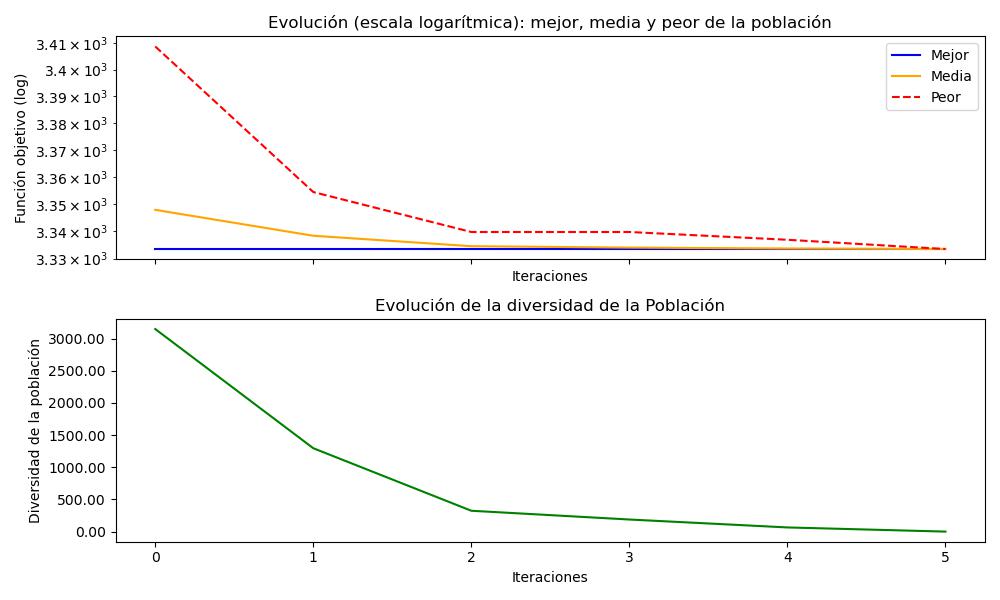 Evolución (escala logarítmica): mejor, media y peor de la población
Función objetivo (log)
3.41 × 10³
3.4 × 10³
3.39 × 10³
3.38 × 10³
3.37 × 10³
3.36 × 10³
3.35 × 10³
3.34 × 10³
3.33 × 10³
Mejor
Media
Peor
Iteraciones
Evolución de la diversidad de la Población
Diversidad de la población
3000.00
2500.00
2000.00
1500.00
1000.00
500.00
0.00
0 1 2 3 4 5
Iteraciones